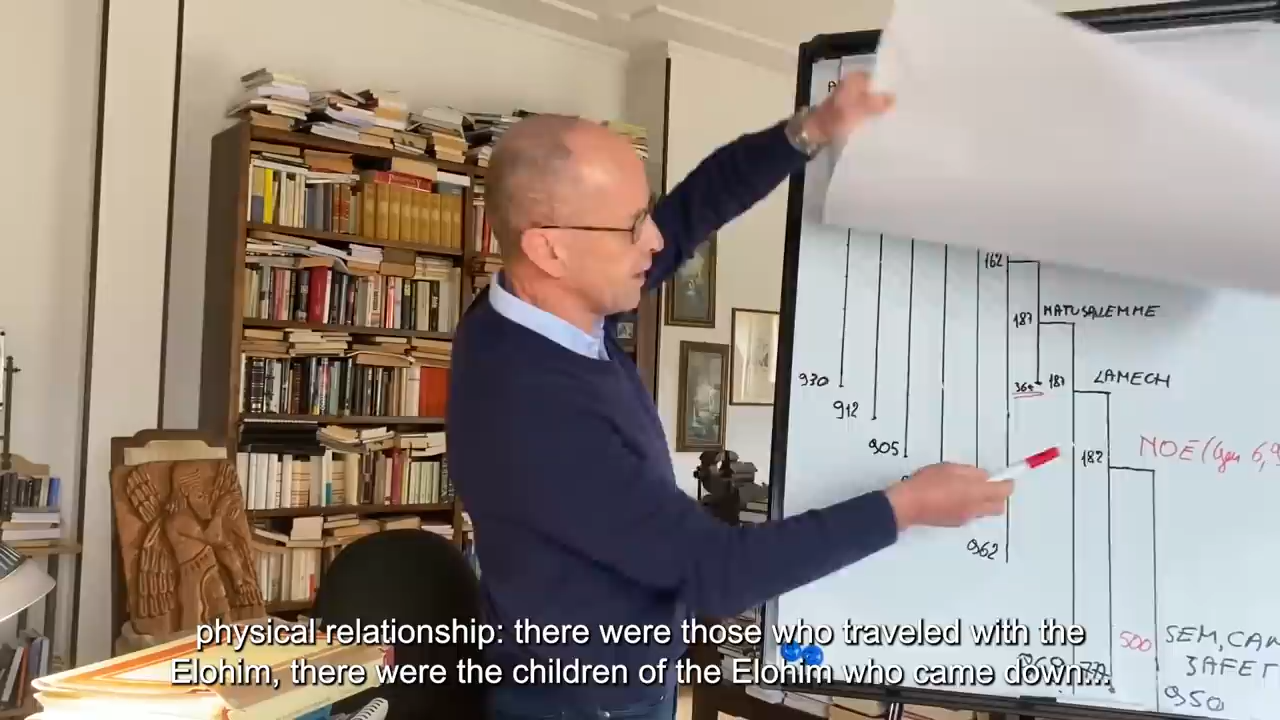 162
187
MATUSALEMME
930
364
187
LAMECH
912
905
182
NOE (Gen 6,9
962
500
SEM, CAM
JAFET
950
physical relationship: there were those who traveled with the
Elohim, there were the children of the Elohim who came down...